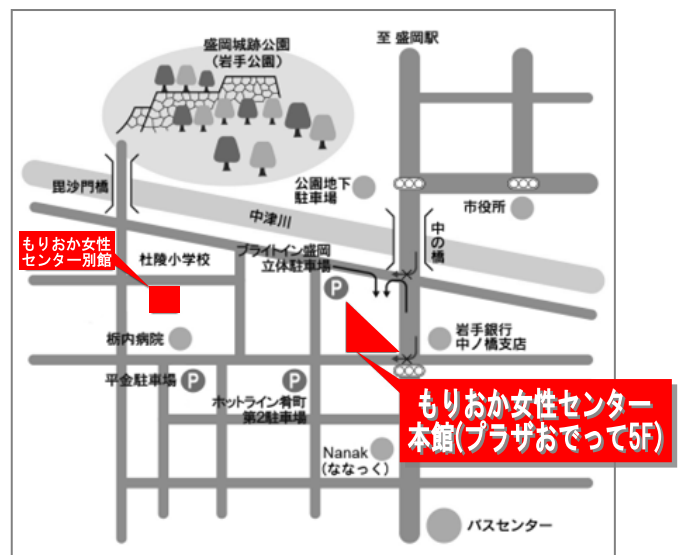 盛岡城跡公園
(岩手公園)
至 盛岡駅
毘沙門橋
公園地下
駐車場
市役所
中津川
中の橋
もりおか女性
センター別館
杜陵小学校
ブライトイン盛岡
立体駐車場
P
栃内病院
岩手銀行
中ノ橋支店
平金駐車場 P
P
ホットライン肴町
第2駐車場
もりおか女性センター
本館(プラザおでって5F)
Nanak
(ななっく)
バスセンター